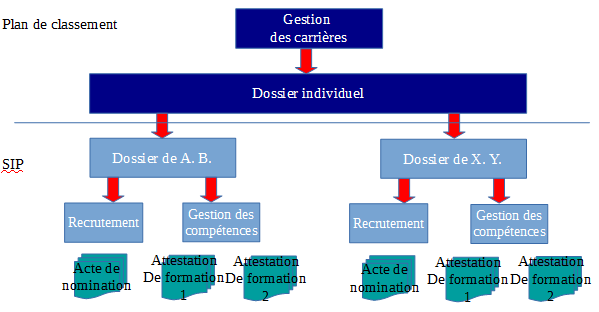 Plan de classement
Gestion
des carrières
Dossier individuel
SIP
Dossier de A. B.
Dossier de X. Y.
Recrutement
Gestion des
compétences
Recrutement
Gestion des
compétences
Acte de
nomination
Attestation
De formation
1
Attestation
De formation
2
Acte de
nomination
Attestation
De formation
1
Attestation
De formation
2